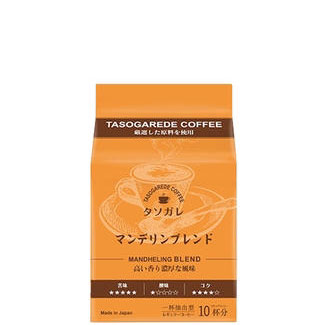 TASOGAREDE COFFEE
厳選した原料を使用
TASOGAREDE COFFEE
タソガレ
マンデリンブレンド
MANDHELING BLEND
高い香り濃厚な風味
苦味 酸味 コク
★★★★★ ★☆☆☆☆ ★★★★☆
Made in Japan
一杯抽出型
レギュラーコーヒー
10杯分